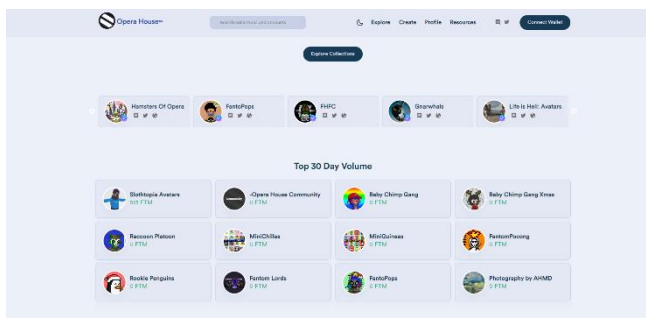 Opera House
Explore Create Profile Resources
Connect Wallet
Explore Collections
Hamsters Of Opera
FantoPops
FHFC
Gnarwhals
Life is Hell: Avatars
Top 30 Day Volume
Slothtopia Avatars
FTM
-Opera House Community
0 FTM
Baby Chimp Gang
0 FTM
Baby Chimp Gang Xmas
0 FTM
Raccoon Platoon
0 FTM
MiniChillas
0 FTM
MiniGuineas
0 FTM
FantomPacong
0 FTM
Rookie Penguins
0 FTM
Fantom Lords
0 FTM
FantoPops
0 FTM
Photography by AHMD
0 FTM